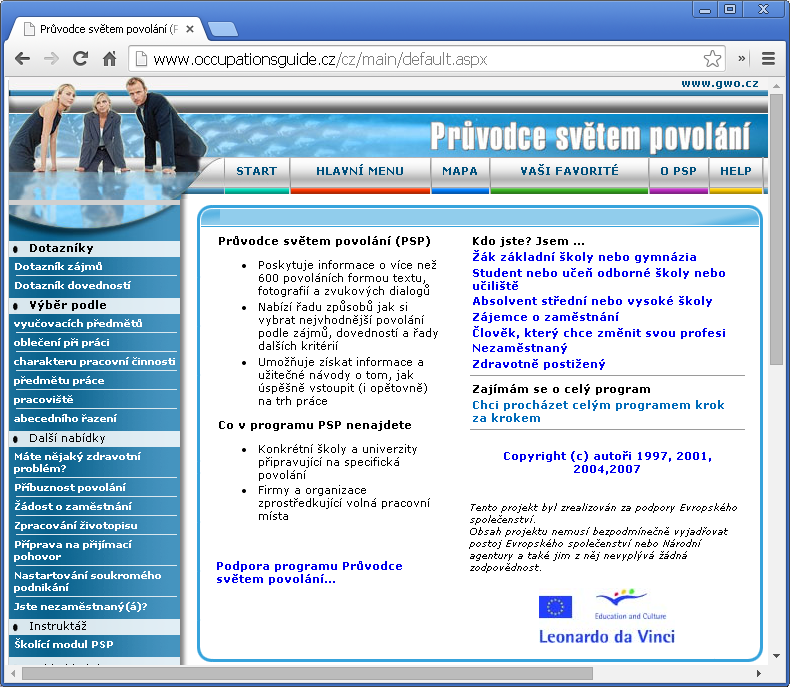 Průvodce světem povolání (P
www.occupationsguide.cz/cz/main/default.aspx
www.gwo.cz
Průvodce světem povolání
START
HLAVNÍ MENU
MAPA
VAŠI FAVORITÉ
O PSP
HELP
Dotazníky
Dotazník zájmů
Dotazník dovedností
Výběr podle
vyučovacích předmětů
oblečení při práci
charakteru pracovní činnosti
předmětu práce
pracoviště
abecedního řazení
Další nabídky
Máte nějaký zdravotní
problém?
Příbuznost povolání
Žádost o zaměstnání
Zpracování životopisu
Příprava na přijímací
pohovor
Nastartování soukromého
podnikání
Jste nezaměstnaný(á)?
Instruktáž
Školící modul PSP
Průvodce světem povolání (PSP)
Poskytuje informace o více než
600 povoláních formou textu,
fotografií a zvukových dialogů
Nabízí řadu způsobů jak si
vybrat nejvhodnější povolání
podle zájmů, dovedností a řady
dalších kritérií
Umožňuje získat informace a
užitečné návody o tom, jak
úspěšně vstoupit (i opětovně)
na trh práce
Co v programu PSP nenajdete
Konkrétní školy a univerzity
připravující na specifická
povolání
Firmy a organizace
zprostředkující volná pracovní
místa
Podpora programu Průvodce
světem povolání...
Kdo jste? Jsem ...
Žák základní školy nebo gymnázia
Student nebo učeň odborné školy nebo
učiliště
Absolvent střední nebo vysoké školy
Zájemce o zaměstnání
Člověk, který chce změnit svou profesi
Nezaměstnaný
Zdravotně postižený
Zajímám se o celý program
Chci procházet celým programem krok
za krokem
Copyright (c) autoři 1997, 2001,
2004,2007
Tento projekt byl zrealizován za podpory Evropského
společenství.
Obsah projektu nemusí bezpodmínečně vyjadřovat
postoj Evropského společenství nebo Národní
agentury a také jim z něj nevyplývá žádná
zodpovědnost.
Education and Culture
Leonardo da Vinci